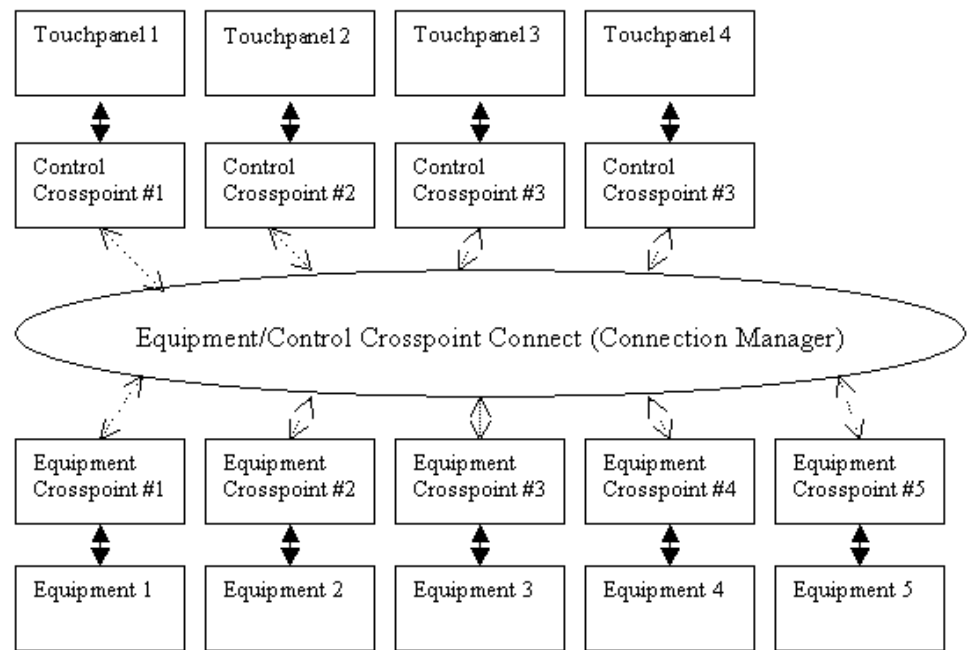 Touchpanel 1
Touchpanel 2
Touchpanel 3
Touchpanel 4
Control
Crosspoint #1
Control
Crosspoint #2
Control
Crosspoint #3
Control
Crosspoint #3
Equipment/Control Crosspoint Connect (Connection Manager)
Equipment
Crosspoint #1
Equipment
Crosspoint #2
Equipment
Crosspoint #3
Equipment
Crosspoint #4
Equipment
Crosspoint #5
Equipment 1
Equipment 2
Equipment 3
Equipment 4
Equipment 5